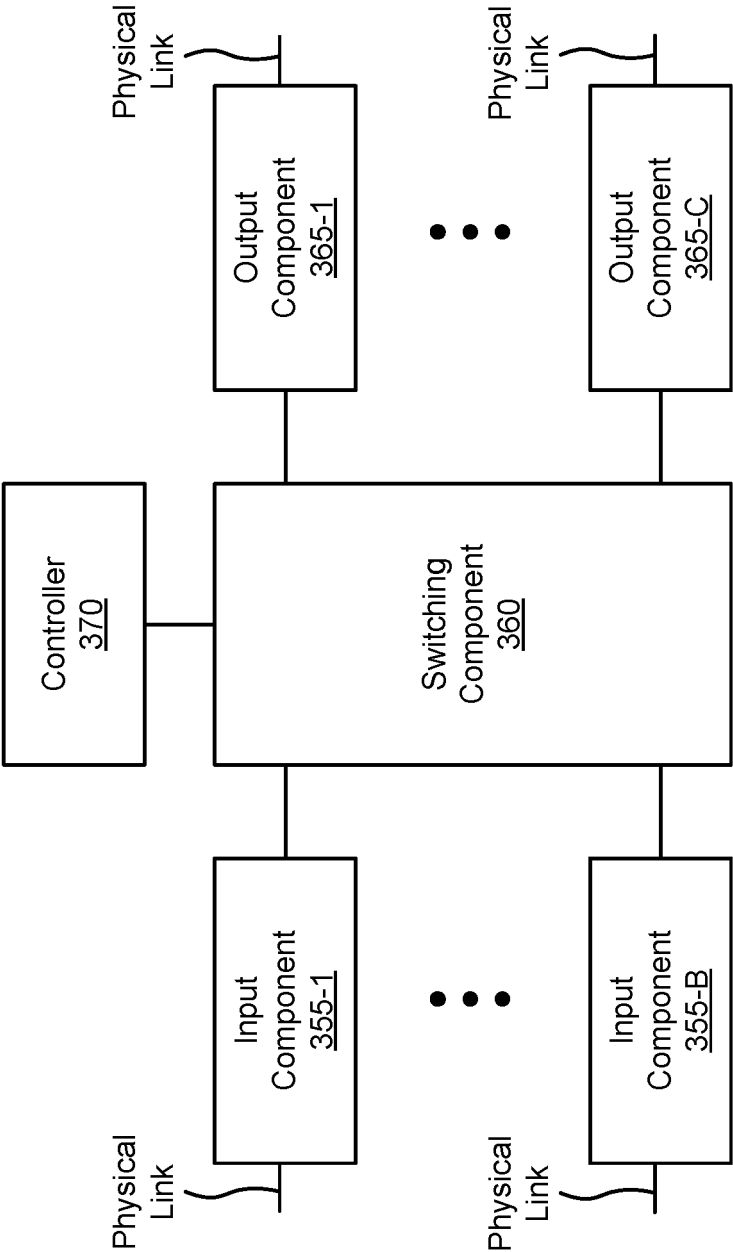 Controller
370
Physical
Link
Input
Component
355-1
Switching
Component
360
Output
Component
365-1
Physical
Link
Physical
Link
Input
Component
355-B
Output
Component
365-C
Physical
Link